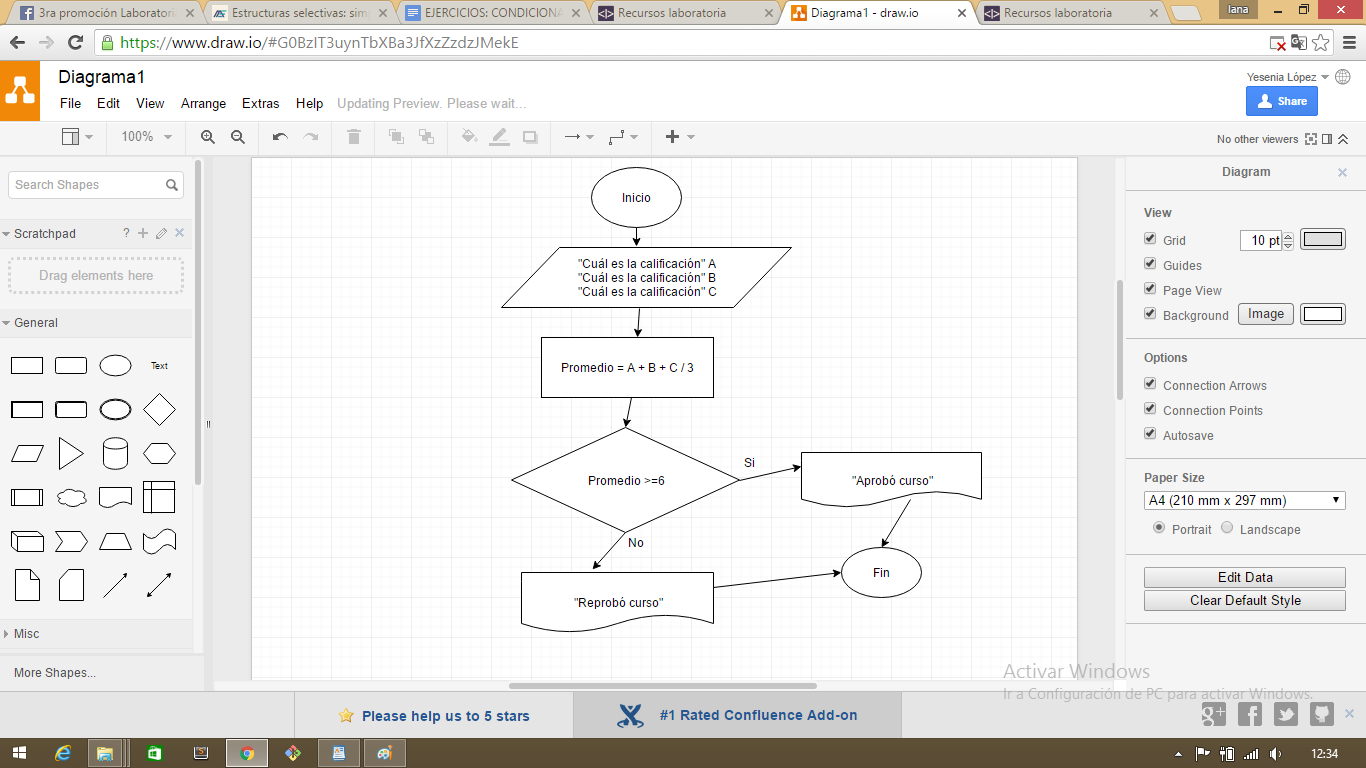 3ra promoción Laboratori
Estructuras selectivas: sim
EJERCICIOS: CONDICIONA
Recursos laboratoria
Diagrama1 - draw.io
Recursos laboratoria
Iana
https://www.draw.io/#G0BzIT3uynTbXBa3JfXzZzdzJMekE
Diagrama1
Yesenia López
File Edit View Arrange Extras Help Updating Preview. Please wait...
Share
100%
No other viewers
Search Shapes
Scratchpad ?
Drag elements here
General
Text
Misc
More Shapes...
Inicio
"Cuál es la calificación" A
"Cuál es la calificación" B
"Cuál es la calificación" C
Promedio = A + B + C / 3
Promedio >=6
Si
"Aprobó curso"
No
"Reprobó curso"
Fin
Diagram
View
Grid 10 pt
Guides
Page View
Background Image
Options
Connection Arrows
Connection Points
Autosave
Paper Size
A4 (210 mm x 297 mm)
Portrait Landscape
Edit Data
Clear Default Style
Activar Windows
Ir a Configuración de PC para activar Windows.
Please help us to 5 stars
#1 Rated Confluence Add-on
12:34